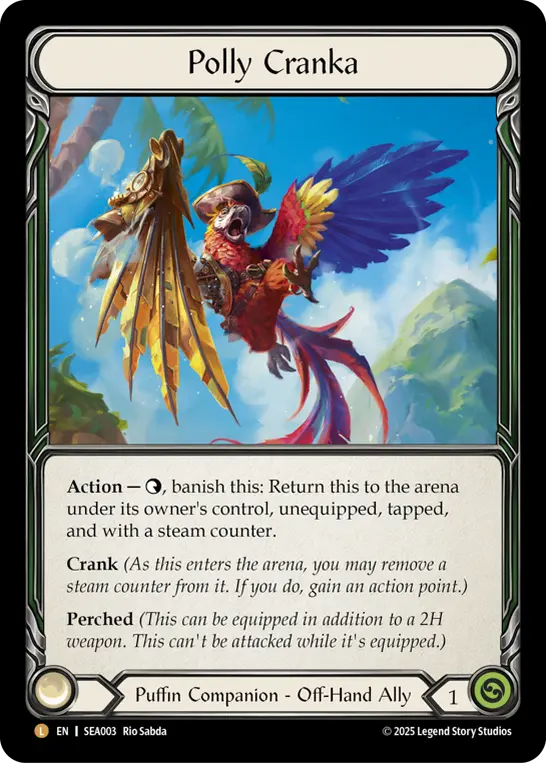 Polly Cranka
Action — , banish this: Return this to the arena
under its owner's control, unequipped, tapped,
and with a steam counter.
Crank (As this enters the arena, you may remove a
steam counter from it. If you do, gain an action point.)
Perched (This can be equipped in addition to a 2H
weapon. This can't be attacked while it's equipped.)
Puffin Companion - Off-Hand Ally
1
L EN | SEA003 Rio Sabda
© 2025 Legend Story Studios